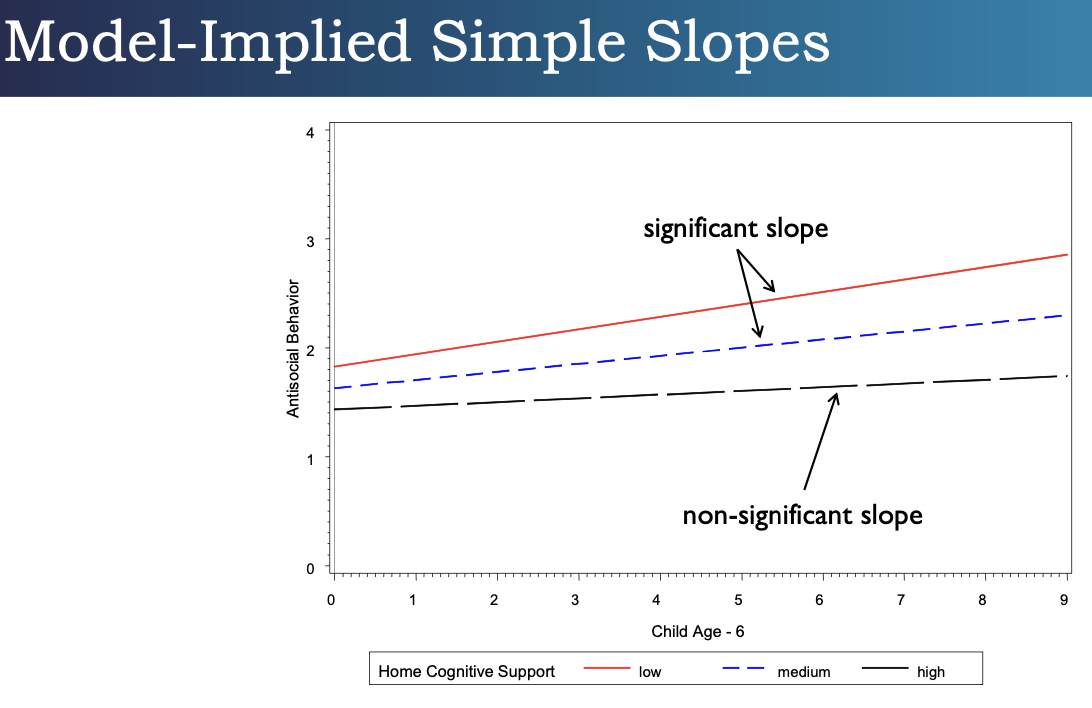 Model-Implied Simple Slopes
4
3
2
1
0
Antisocial Behavior
significant slope
non-significant slope
0 1 2 3 4 5 6 7 8 9
Child Age - 6
Home Cognitive Support low medium high